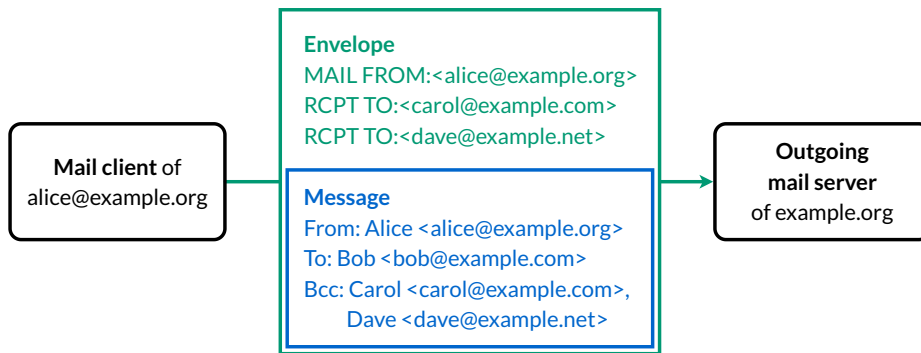 Mail client of
alice@example.org
Envelope
MAIL FROM:<alice@example.org>
RCPT TO:<carol@example.com>
RCPT TO:<dave@example.net>
Message
From: Alice <alice@example.org>
To: Bob <bob@example.com>
Bcc: Carol <carol@example.com>,
Dave <dave@example.net>
Outgoing
mail server
of example.org